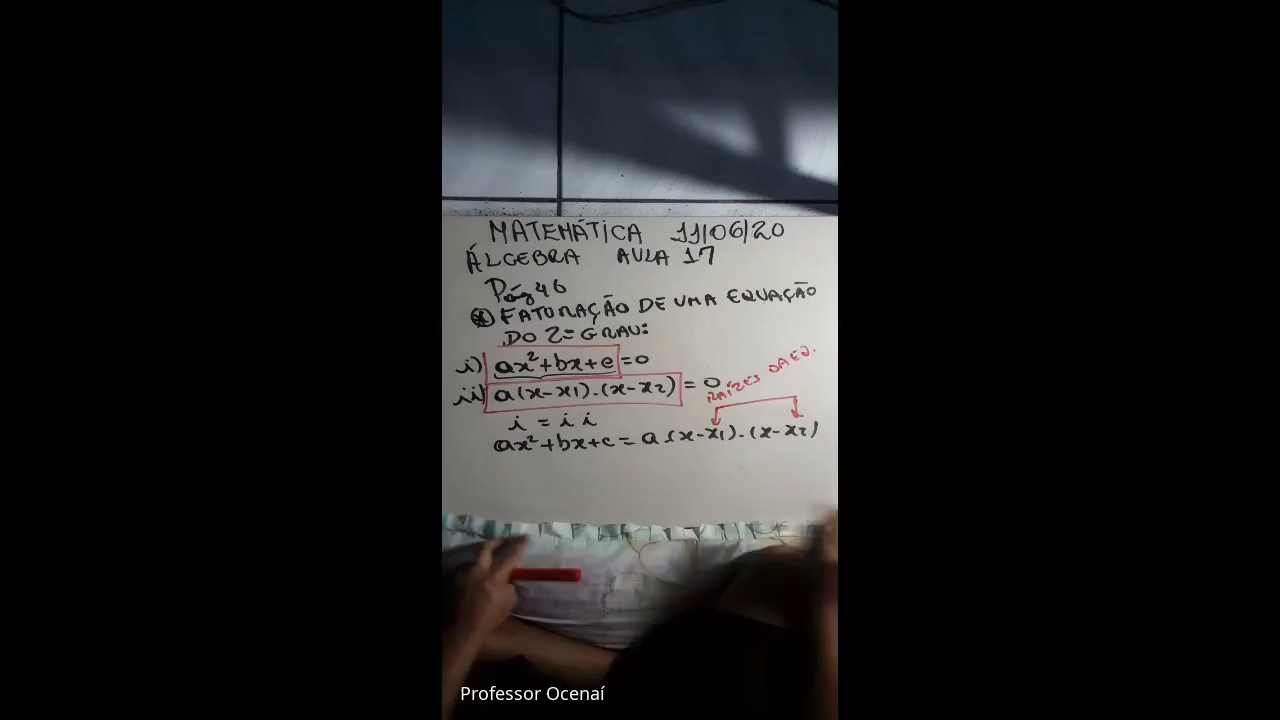 MATEMÁTICA 11/06/20
ÁLGEBRA AULA 17
Pág 46
* FATORAÇÃO DE UMA EQUAÇÃO
DO 2º GRAU:
i) ax²+bx+c=0
ii) a(x-x1).(x-x2)=0
RAÍZES DA EQ.
i = ii
ax²+bx+c = a.(x-x1).(x-x2)
Professor Ocenaí